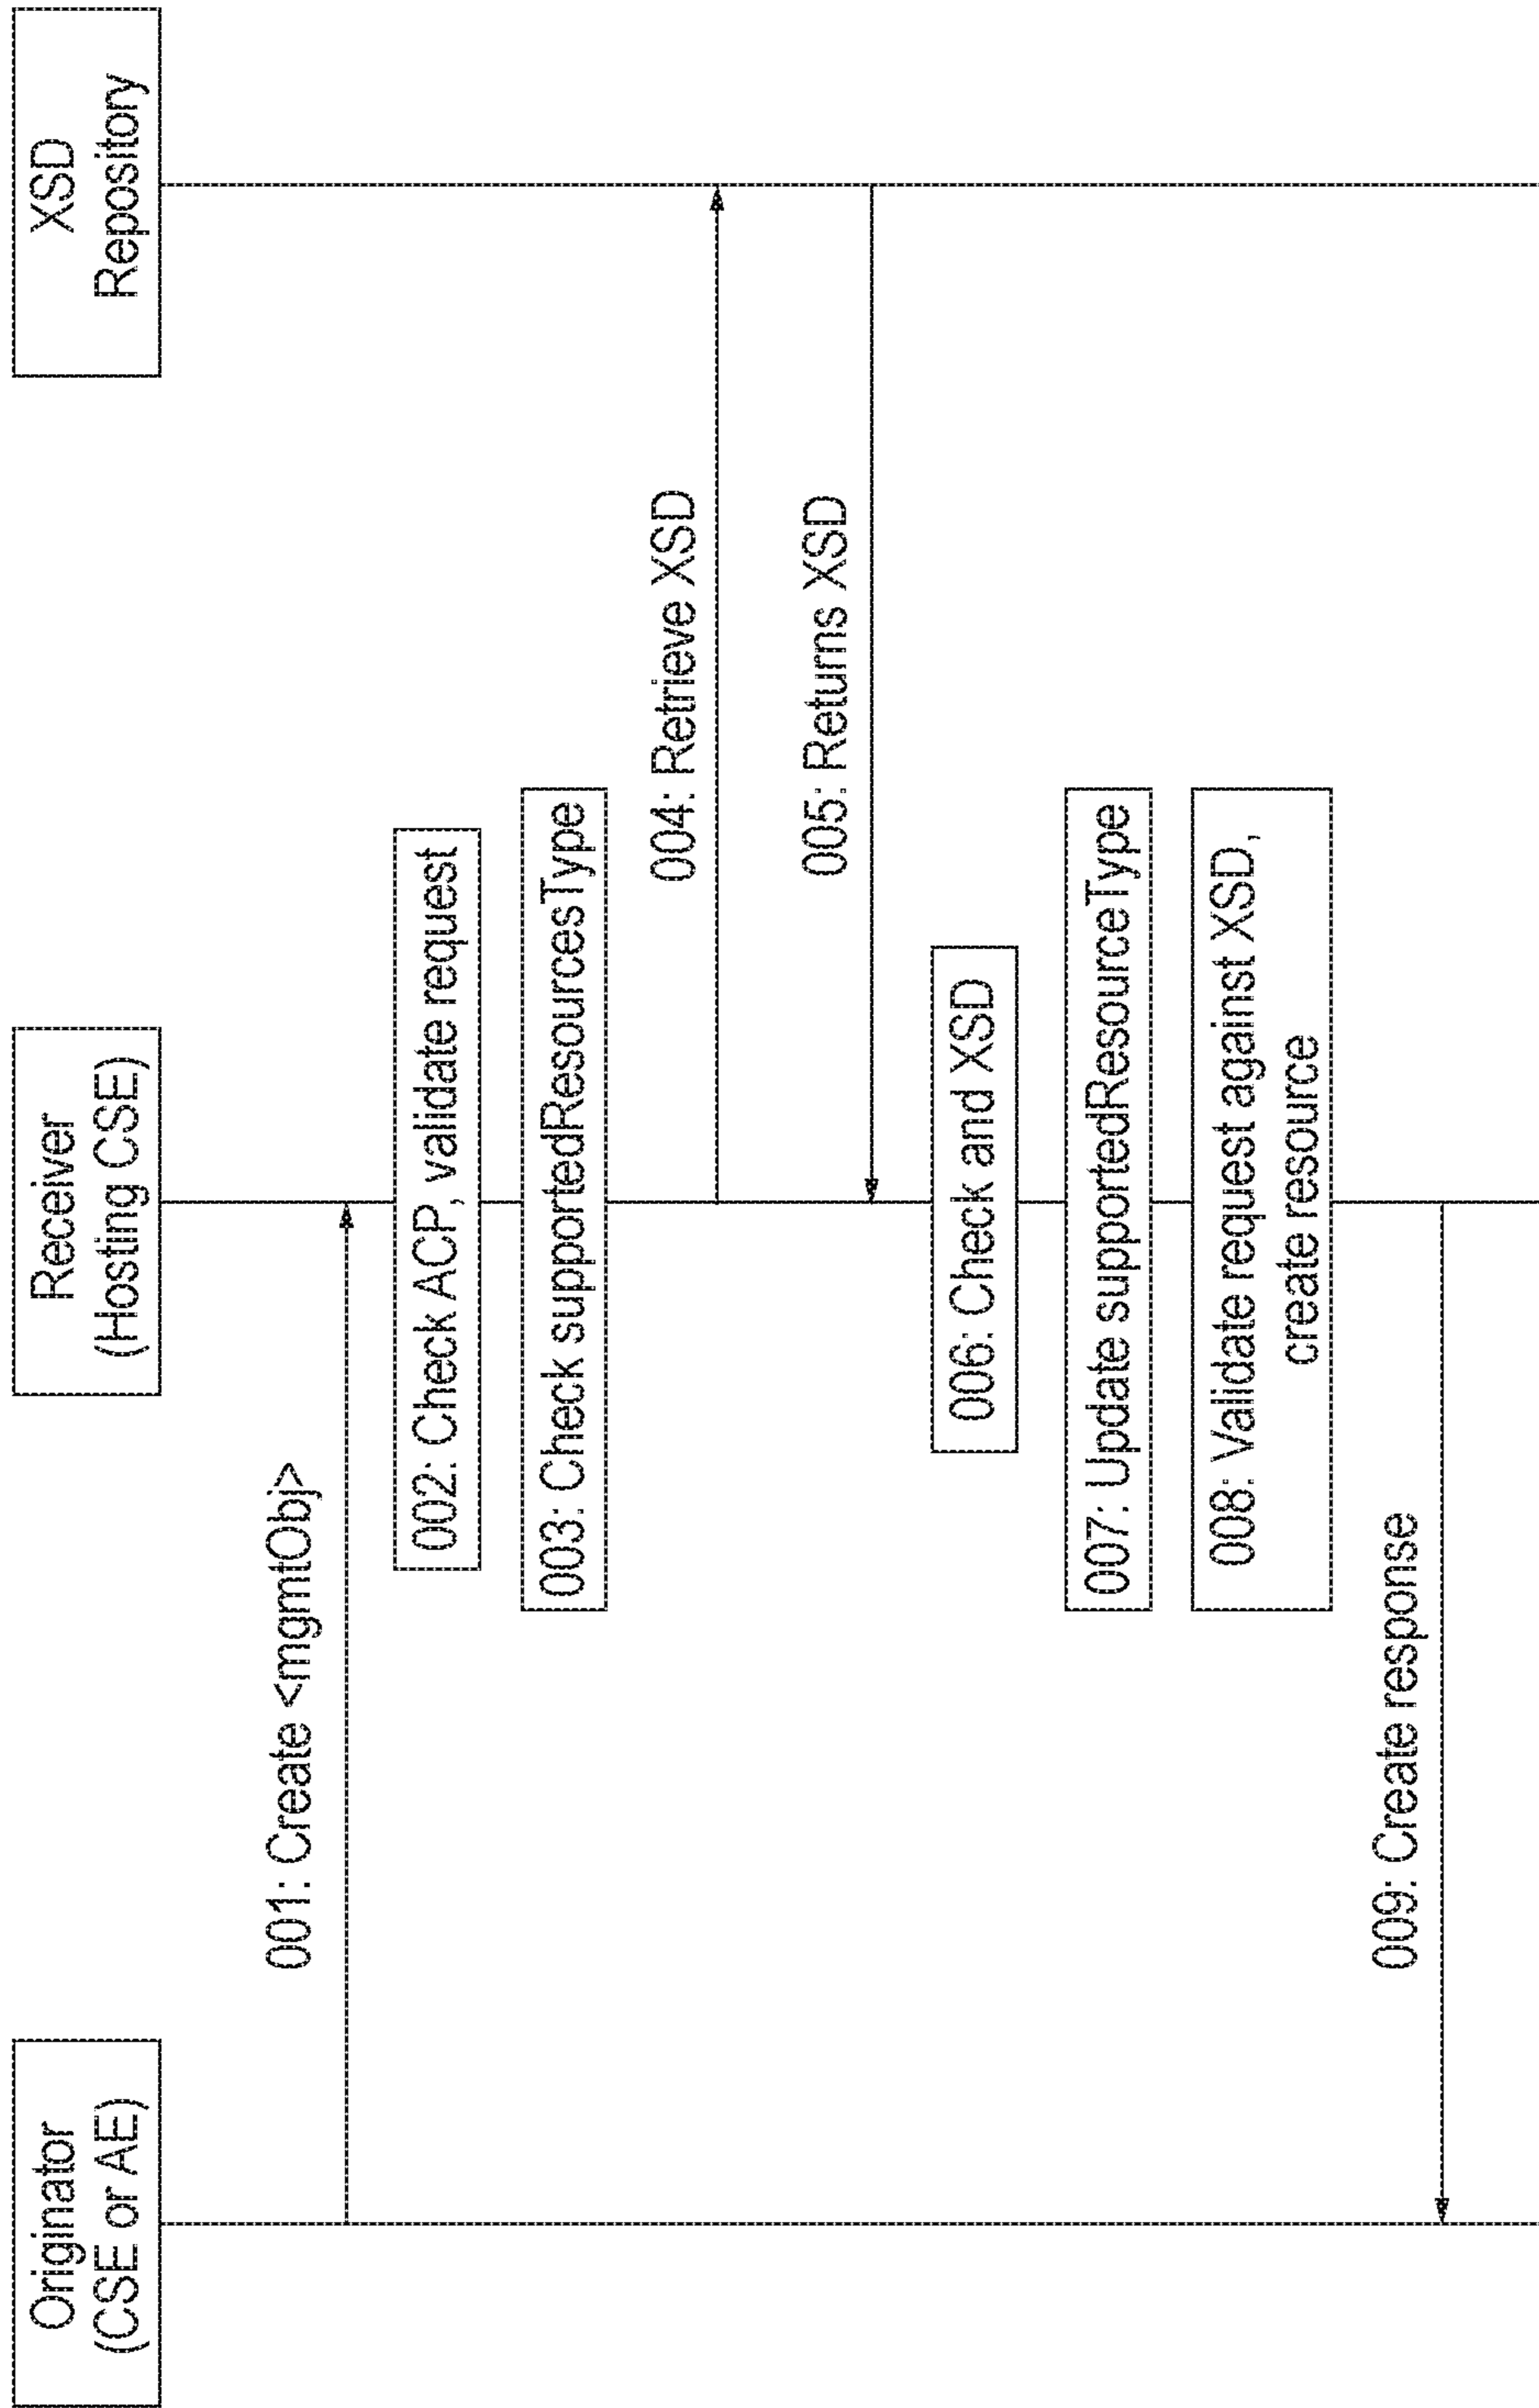 Originator
(CSE or AE)
Receiver
(Hosting CSE)
XSD
Repository
001: Create <mgmtObj>
002: Check ACP, validate request
003: Check supportedResourcesType
004: Retrieve XSD
005: Returns XSD
006: Check and XSD
007: Update supportedResourceType
008: Validate request against XSD,
create resource
009: Create response